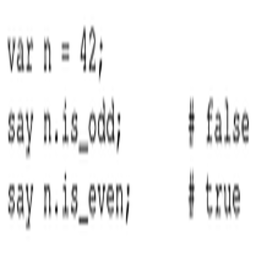 var n = 42;
say n.is_odd;        # false
say n.is_even;       # true